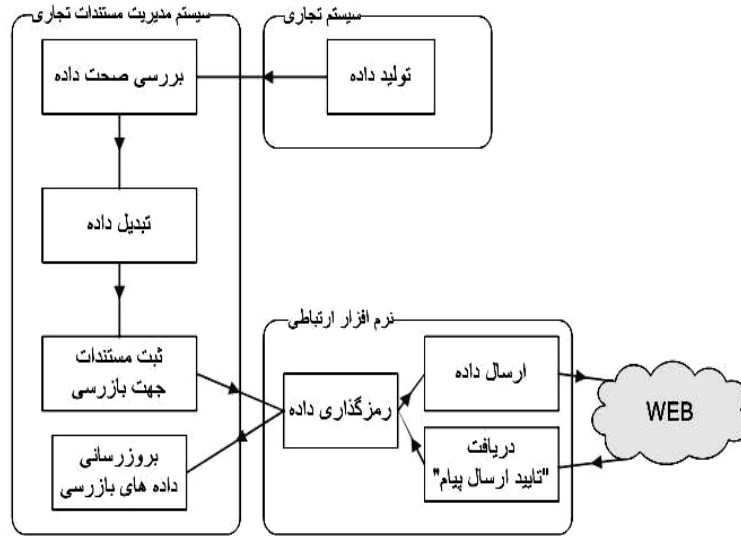 سیستم مدیریت مستندات تجاری
سیستم تجاری
بررسی صحت داده
تولید داده
تبدیل داده
نرم افزار ارتباطی
ثبت مستندات
جهت بازرسی
رمزگذاری داده
ارسال داده
WEB
بروزرسانی
داده های بازرسی
دریافت
"تایید ارسال پیام"